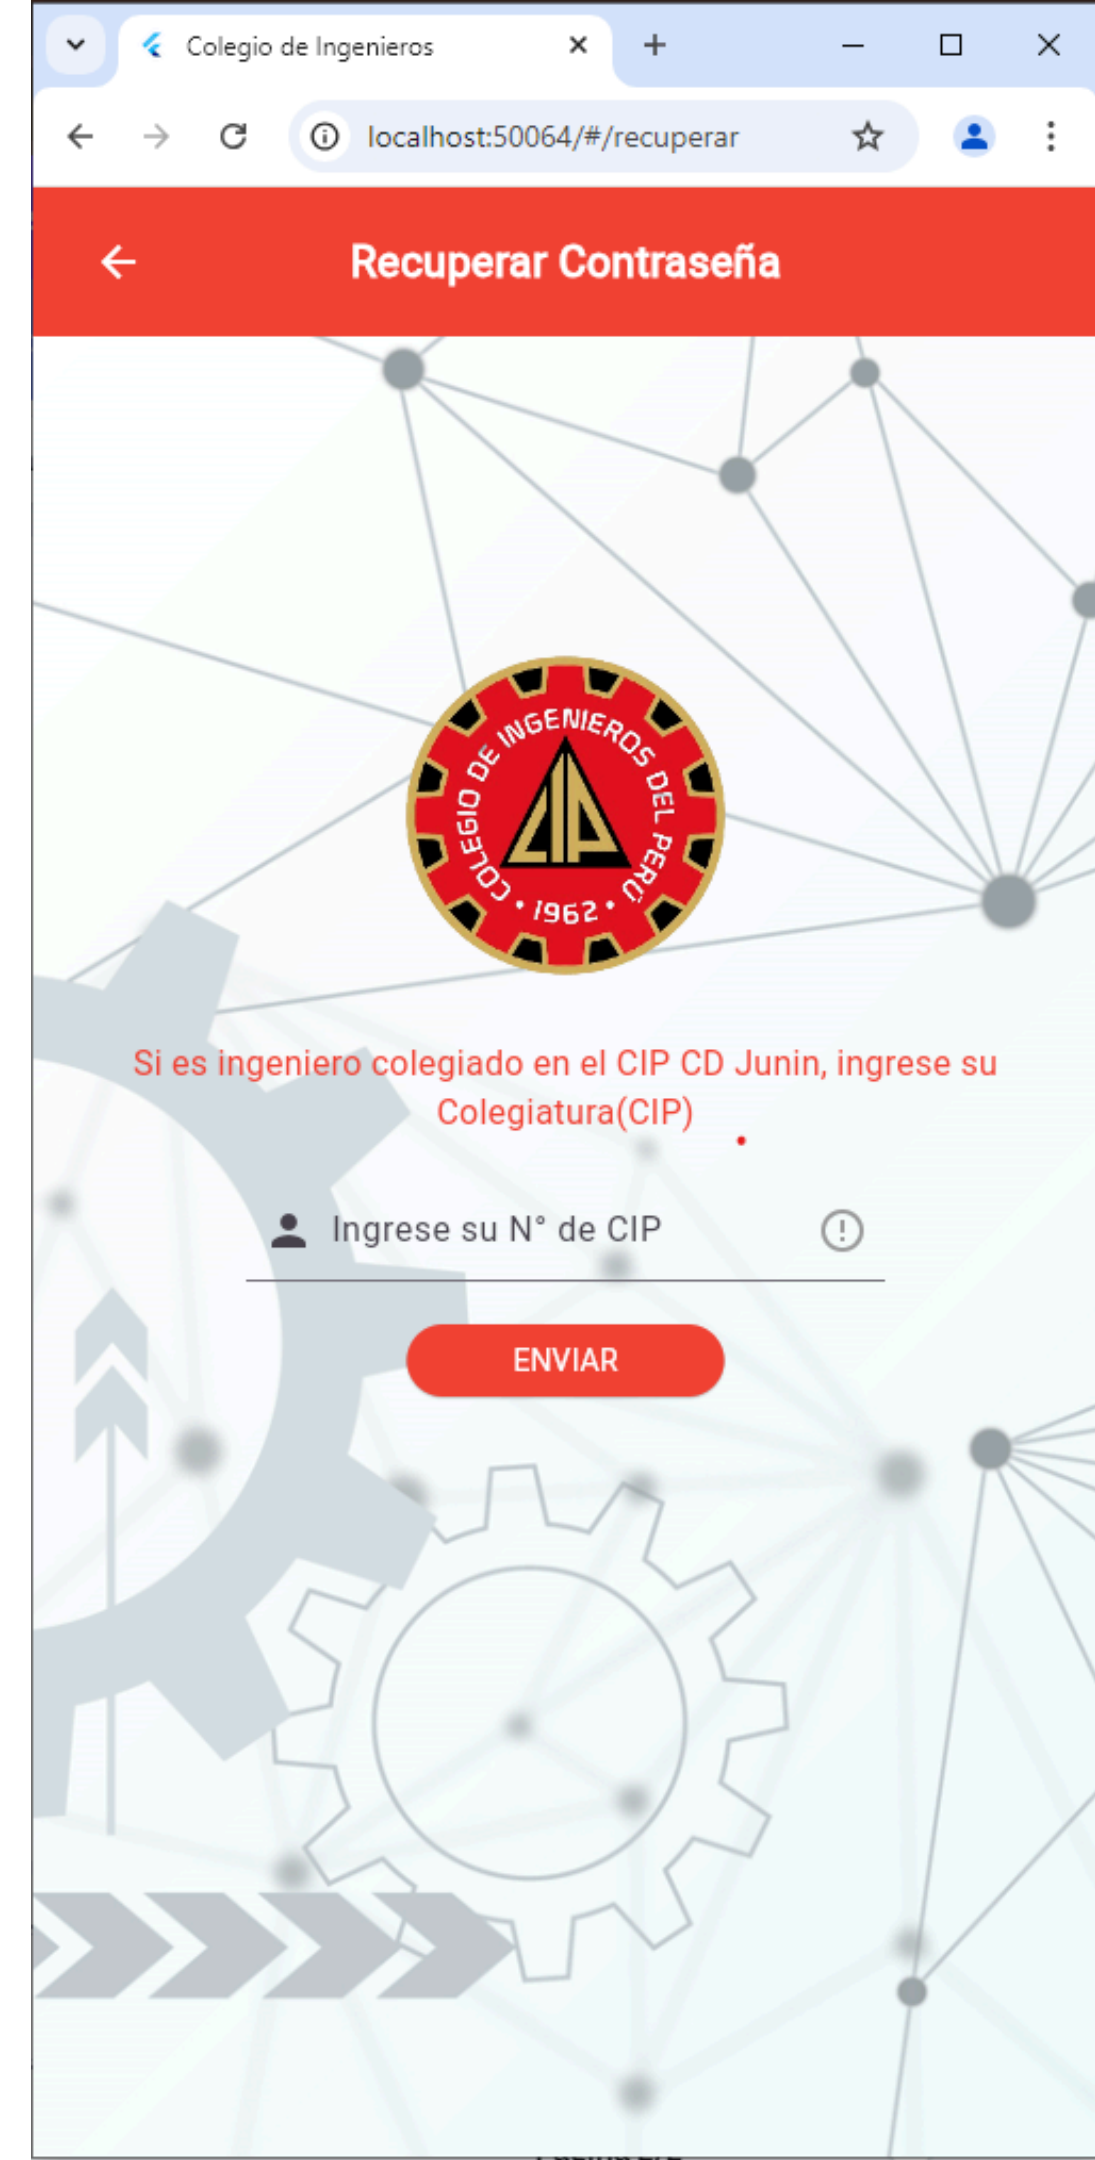 Colegio de Ingenieros
localhost:50064/#/recuperar
Recuperar Contraseña
COLEGIO DE INGENIEROS DEL PERÚ
CIP
• 1962 •
Si es ingeniero colegiado en el CIP CD Junin, ingrese su
Colegiatura(CIP)
Ingrese su N° de CIP
ENVIAR